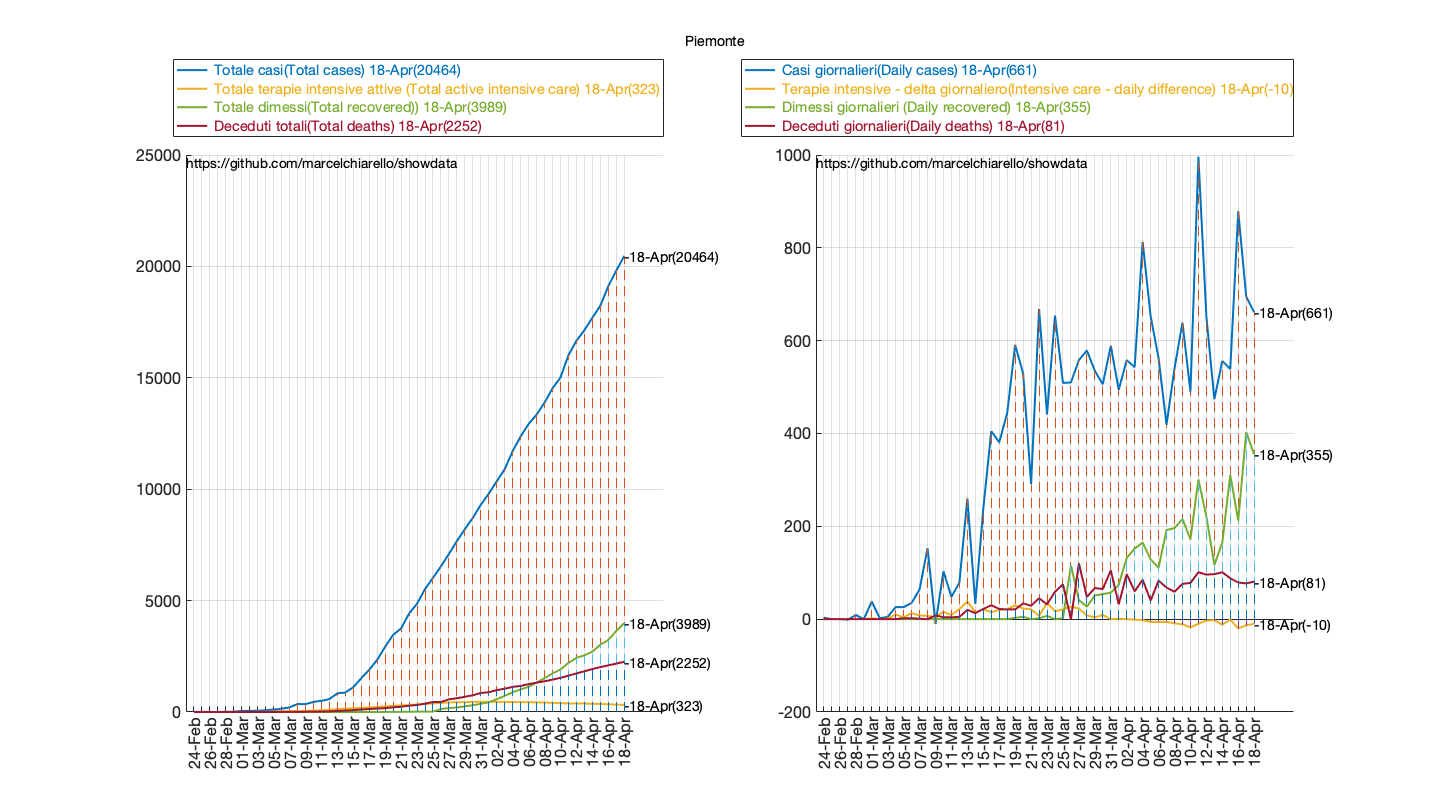 Piemonte
Totale casi(Total cases) 18-Apr(20464)
Totale terapie intensive attive (Total active intensive care) 18-Apr(323)
Totale dimessi(Total recovered)) 18-Apr(3989)
Deceduti totali(Total deaths) 18-Apr(2252)
25000
https://github.com/marcelchiarello/showdata
20000
15000
10000
5000
0
18-Apr(20464)
18-Apr(3989)
18-Apr(2252)
18-Apr(323)
24-Feb
26-Feb
28-Feb
01-Mar
03-Mar
05-Mar
07-Mar
09-Mar
11-Mar
13-Mar
15-Mar
17-Mar
19-Mar
21-Mar
23-Mar
25-Mar
27-Mar
29-Mar
31-Mar
02-Apr
04-Apr
06-Apr
08-Apr
10-Apr
12-Apr
14-Apr
16-Apr
18-Apr
Casi giornalieri(Daily cases) 18-Apr(661)
Terapie intensive - delta giornaliero(Intensive care - daily difference) 18-Apr(-10)
Dimessi giornalieri (Daily recovered) 18-Apr(355)
Deceduti giornalieri(Daily deaths) 18-Apr(81)
1000
https://github.com/marcelchiarello/showdata
800
600
400
200
0
-200
18-Apr(661)
18-Apr(355)
18-Apr(81)
18-Apr(-10)
24-Feb
26-Feb
28-Feb
01-Mar
03-Mar
05-Mar
07-Mar
09-Mar
11-Mar
13-Mar
15-Mar
17-Mar
19-Mar
21-Mar
23-Mar
25-Mar
27-Mar
29-Mar
31-Mar
02-Apr
04-Apr
06-Apr
08-Apr
10-Apr
12-Apr
14-Apr
16-Apr
18-Apr